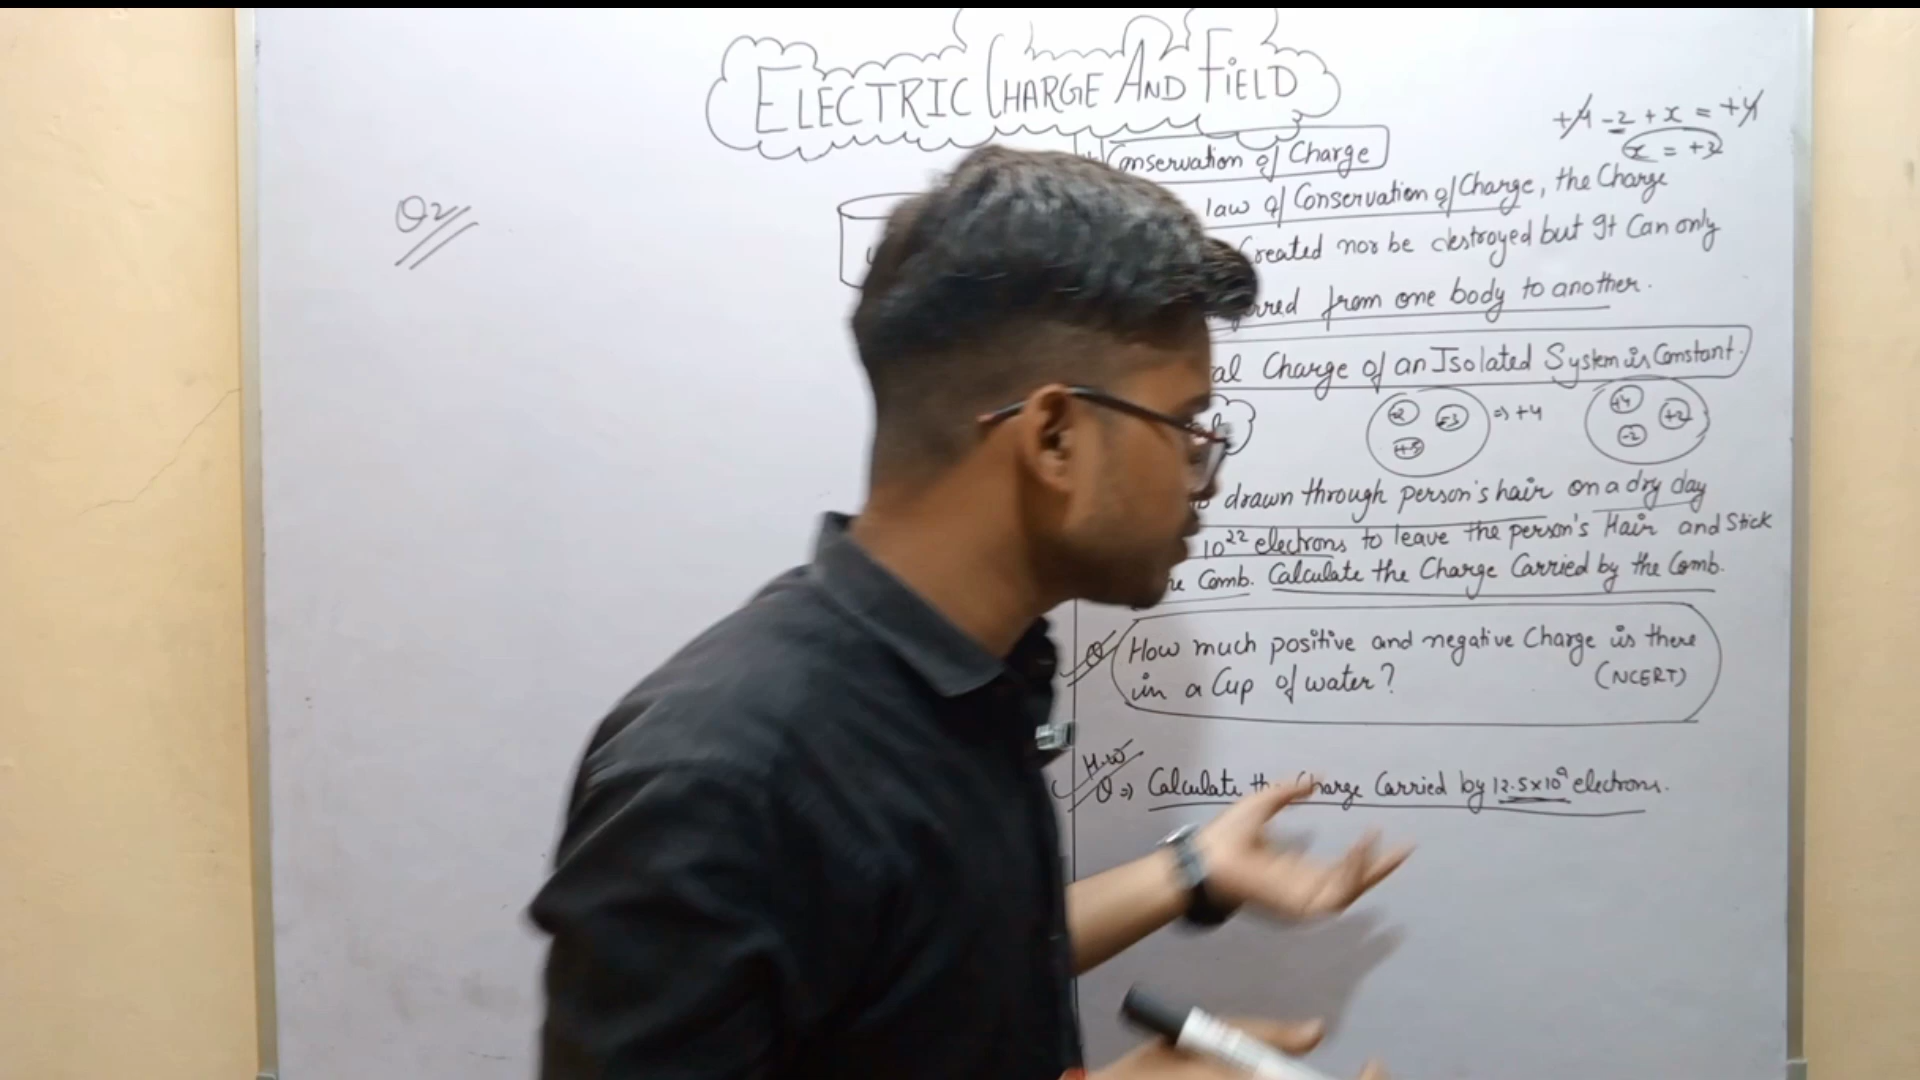 ELECTRIC CHARGE AND FIELD
+4 -2 + x = +4
x = +2
Conservation of Charge
Q2
law of Conservation of Charge, the Charge
Created nor be destroyed but It Can only
from one body to another.
Charge of an Isolated System is Constant.
-3 => +4
+5
+4 +2
-2
drawn through person's hair on a dry day
10²² electrons to leave the person's Hair and Stick
Comb. Calculate the Charge Carried by the Comb.
Q How much positive and negative Charge is there
in a Cup of water? (NCERT)
H.W
Q => Calculate the Charge Carried by 12.5x10⁹ electrons.